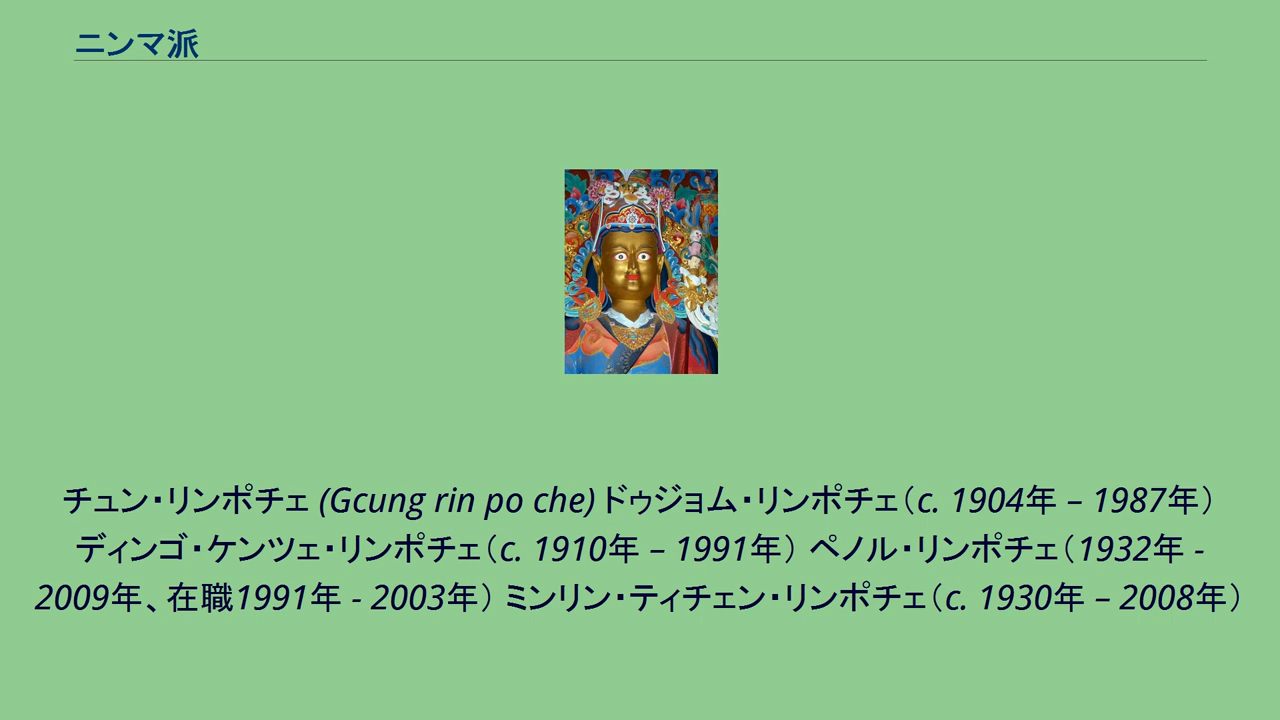 ニンマ派
チュン・リンポチェ (Gcung rin po che) ドゥジョム・リンポチェ（c. 1904年 – 1987年）
ディンゴ・ケンツェ・リンポチェ（c. 1910年 – 1991年） ペノル・リンポチェ（1932年 -
2009年、在職1991年 - 2003年） ミンリン・ティチェン・リンポチェ（c. 1930年 – 2008年）